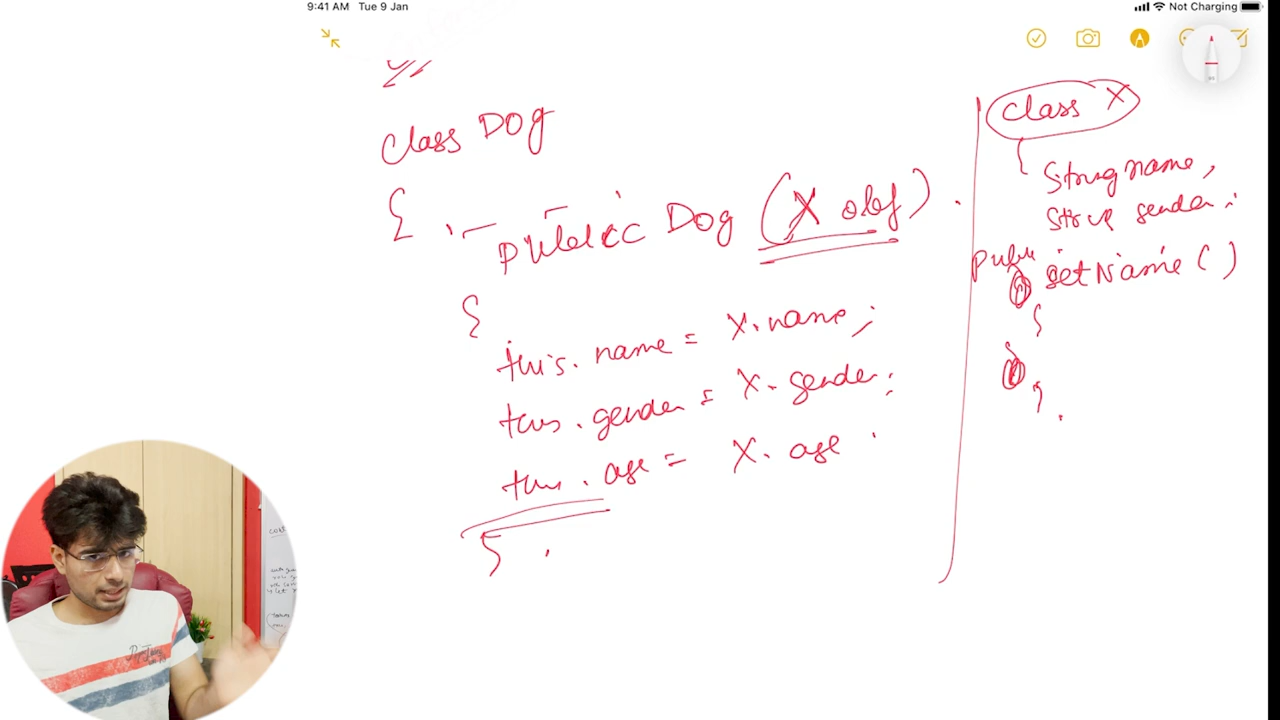 9:41 AM Tue 9 Jan
Not Charging
class Dog
{
public Dog (X obj)
{
this.name = X.name;
this.gender = X.gender;
this.age = X.age
}
class X
{
String name,
String gender;
public
setName()
{
}